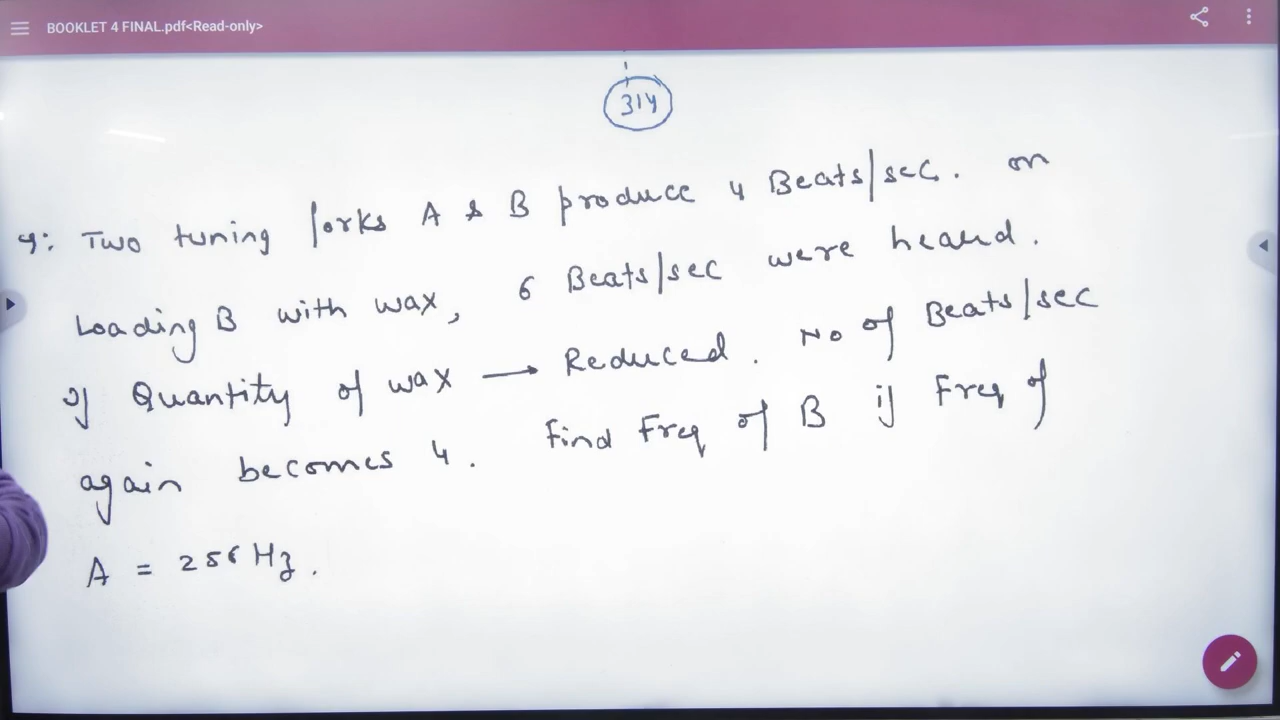 BOOKLET 4 FINAL.pdf<Read-only>
314
9: Two tuning forks A & B produce 4 Beats/sec. on
Loading B with wax, 6 Beats/sec were heard.
If Quantity of wax → Reduced. No of Beats/sec
again becomes 4. Find Freq of B if Freq of
A = 256 Hz.